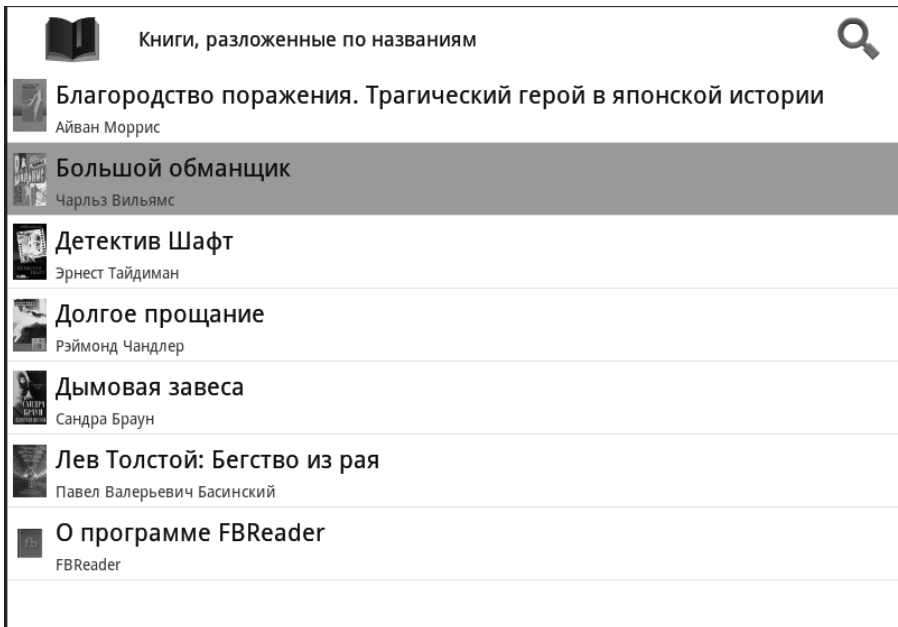 Книги, разложенные по названиям
Благородство поражения. Трагический герой в японской истории
Айван Моррис
Большой обманщик
Чарльз Вильямс
Детектив Шафт
Эрнест Тайдиман
Долгое прощание
Рэймонд Чандлер
Дымовая завеса
Сандра Браун
Лев Толстой: Бегство из рая
Павел Валерьевич Басинский
О программе FBReader
FBReader